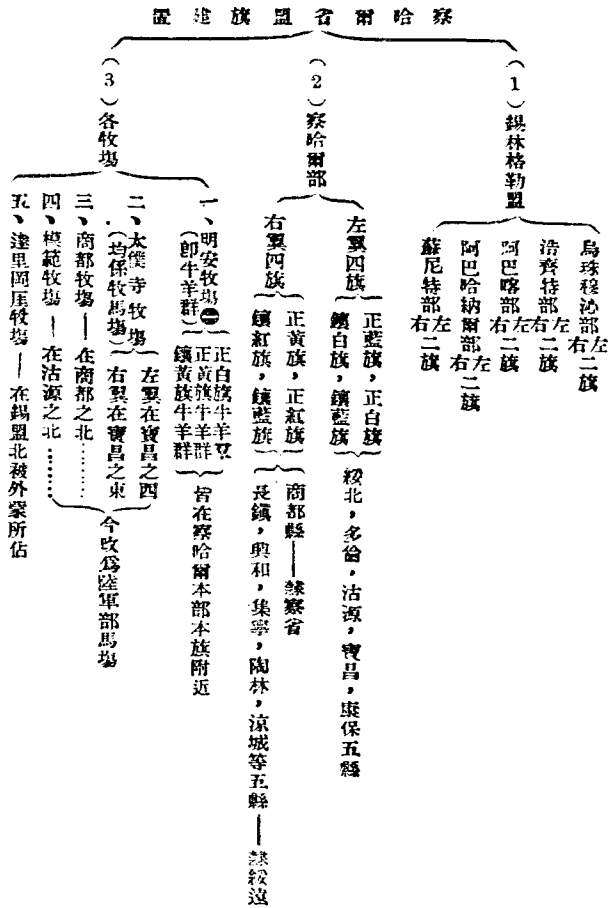 察哈爾省盟旗建置
(1)錫林格勒盟
烏珠穆沁部左右二旗
浩齊特部左右二旗
阿巴噶部左右二旗
阿巴哈納爾部左右二旗
蘇尼特部左右二旗
(2)察哈爾部
左翼四旗
正藍旗，正白旗
鑲白旗，鑲藍旗
綏北，多倫，沽源，寶昌，康保五縣
右翼四旗
正黃旗，正紅旗
鑲紅旗，鑲藍旗
商都縣——隸察省
長鎮，興和，集寧，陶林，涼城等五縣——隸綏遠
(3)各牧場
一、明安牧場㊀
(卽牛羊群)
正白旗牛羊群
正黃旗牛羊群
鑲黃旗牛羊群
皆在察哈爾本部本族附近
二、太僕寺牧場
(均係牧馬場)
左翼在寶昌之西
右翼在寶昌之東
三、商都牧場——在商都之北………
四、模範牧場——在沽源之北………
今改爲陸軍部馬場
五、達里岡厓牧場——在錫盟北被外蒙所佔